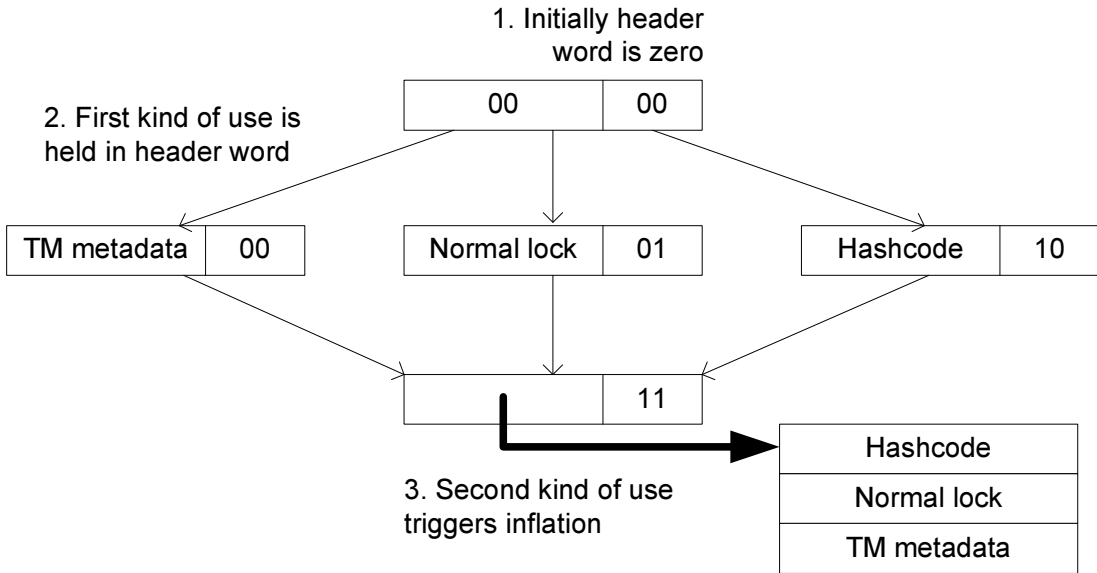 1. Initially header
word is zero
00 00
2. First kind of use is
held in header word
TM metadata 00
Normal lock 01
Hashcode 10
11
3. Second kind of use
triggers inflation
Hashcode
Normal lock
TM metadata